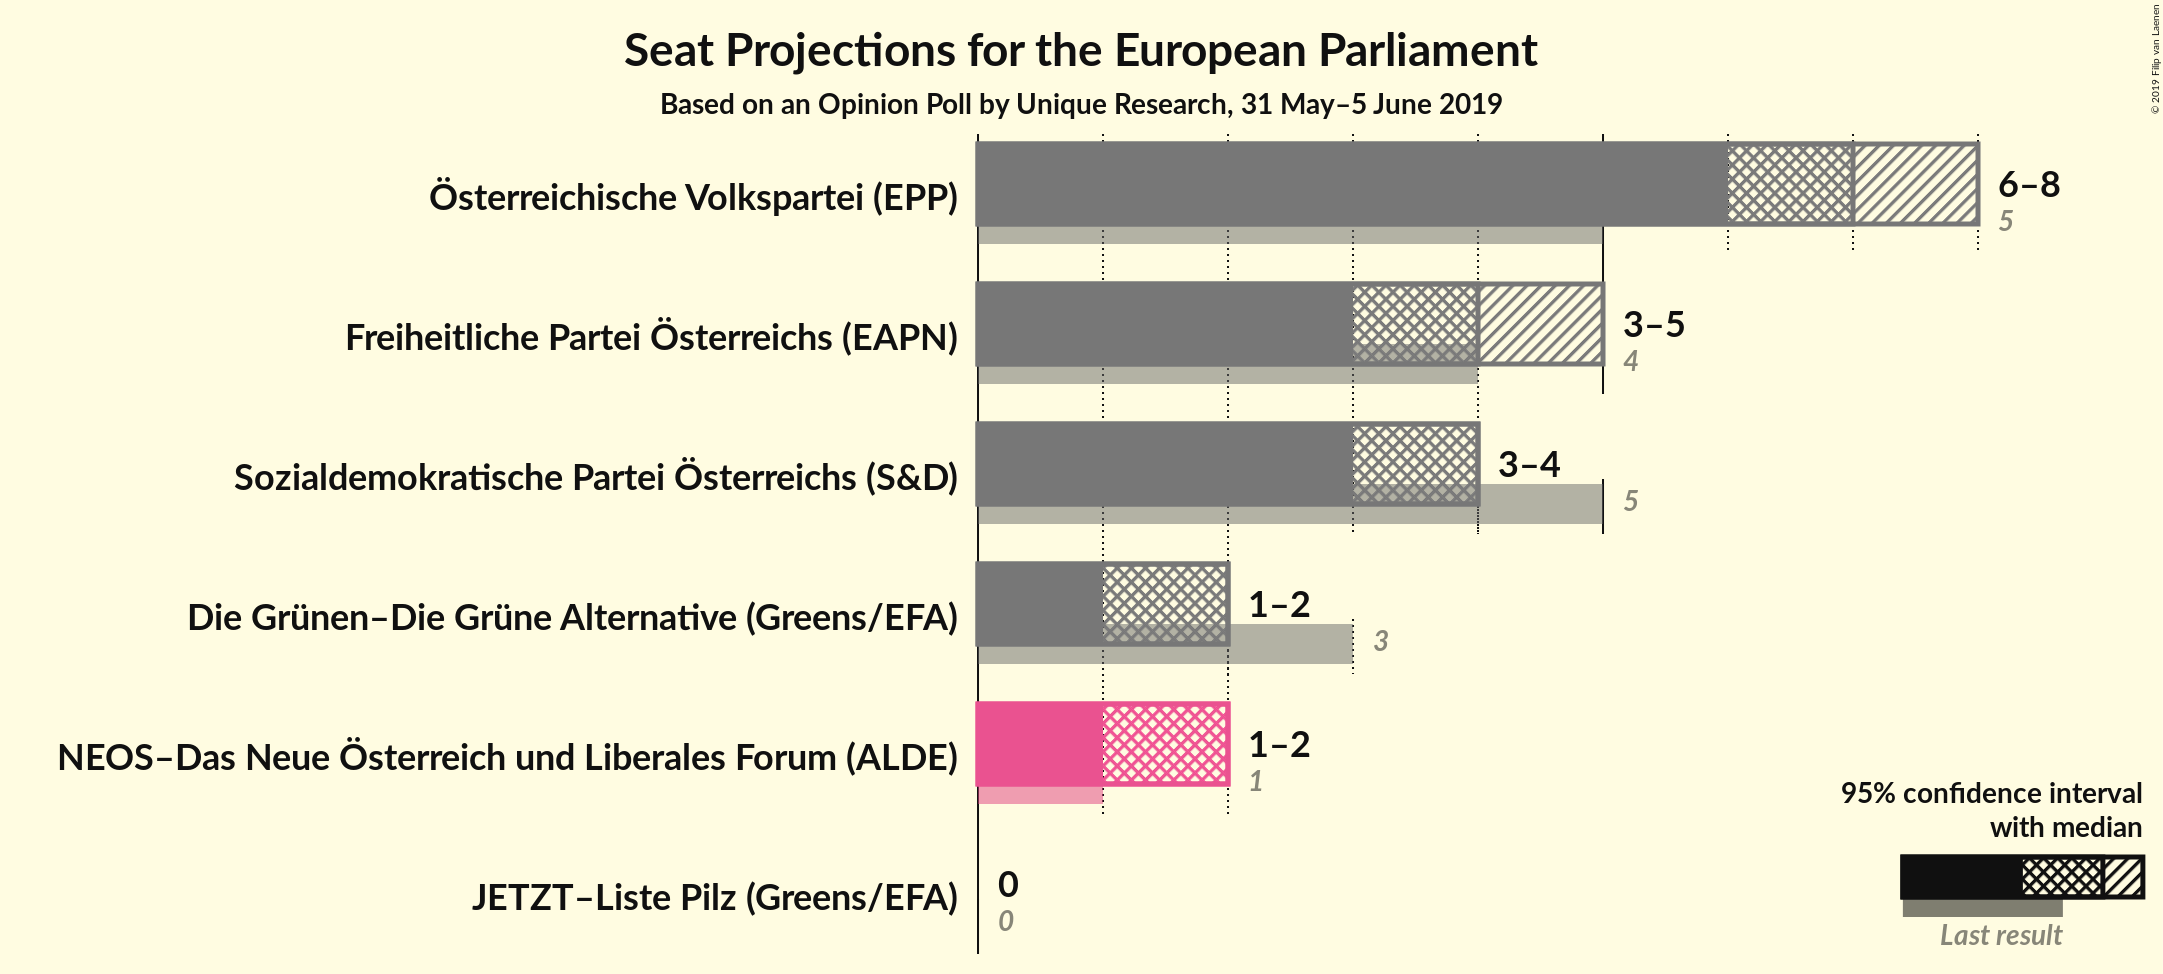 Seat Projections for the European Parliament
Based on an Opinion Poll by Unique Research, 31 May–5 June 2019
© 2019 Filip van Laenen
Österreichische Volkspartei (EPP)
6–8
5
Freiheitliche Partei Österreichs (EAPN)
3–5
4
Sozialdemokratische Partei Österreichs (S&D)
3–4
5
Die Grünen–Die Grüne Alternative (Greens/EFA)
1–2
3
NEOS–Das Neue Österreich und Liberales Forum (ALDE)
1–2
1
JETZT–Liste Pilz (Greens/EFA)
0
0
95% confidence interval
with median
Last result